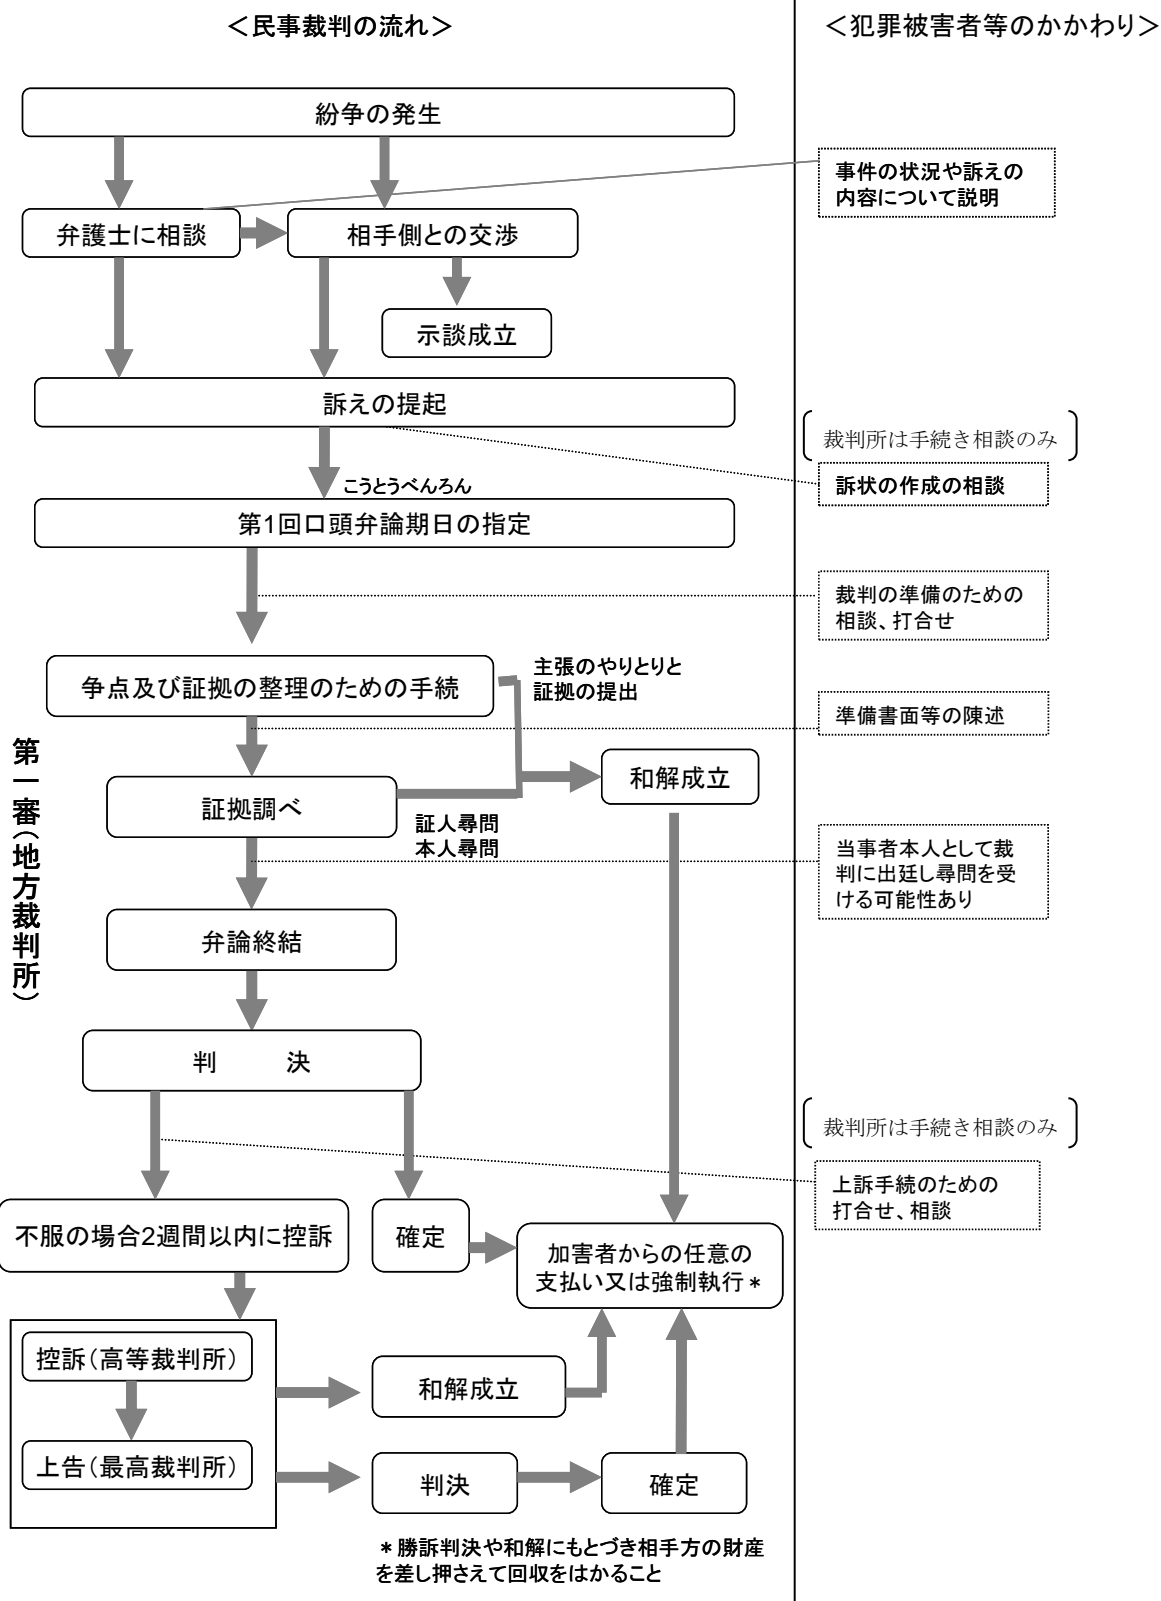 ＜民事裁判の流れ＞
＜犯罪被害者等のかかわり＞
紛争の発生
事件の状況や訴えの
内容について説明
弁護士に相談
相手側との交渉
示談成立
訴えの提起
裁判所は手続き相談のみ
訴状の作成の相談
こうとうべんろん
第1回口頭弁論期日の指定
裁判の準備のための
相談、打合せ
争点及び証拠の整理のための手続
主張のやりとりと
証拠の提出
準備書面等の陳述
第一審（地方裁判所）
証拠調べ
和解成立
証人尋問
本人尋問
当事者本人として裁
判に出廷し尋問を受
ける可能性あり
弁論終結
判　　決
裁判所は手続き相談のみ
上訴手続のための
打合せ、相談
不服の場合2週間以内に控訴
確定
加害者からの任意の
支払い又は強制執行＊
控訴（高等裁判所）
和解成立
上告（最高裁判所）
判決
確定
＊勝訴判決や和解にもとづき相手方の財産
を差し押さえて回収をはかること